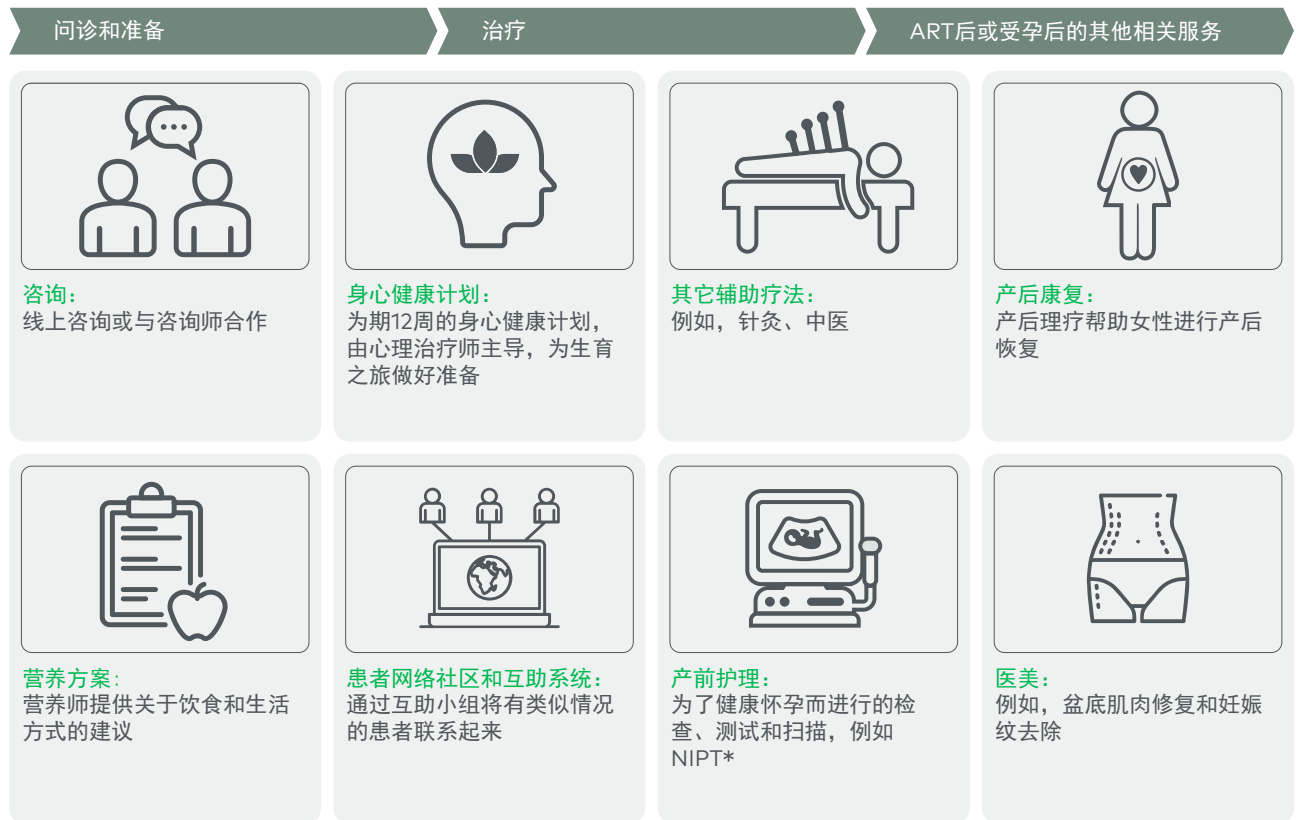 问诊和准备
治疗
ART后或受孕后的其他相关服务
咨询：
线上咨询或与咨询师合作
身心健康计划：
为期12周的身心健康计划，
由心理治疗师主导，为生育
之旅做好准备
其它辅助疗法：
例如，针灸、中医
产后康复：
产后理疗帮助女性进行产后
恢复
营养方案：
营养师提供关于饮食和生活
方式的建议
患者网络社区和互助系统：
通过互助小组将有类似情况
的患者联系起来
产前护理：
为了健康怀孕而进行的检
查、测试和扫描，例如
NIPT*
医美：
例如，盆底肌肉修复和妊娠
纹去除